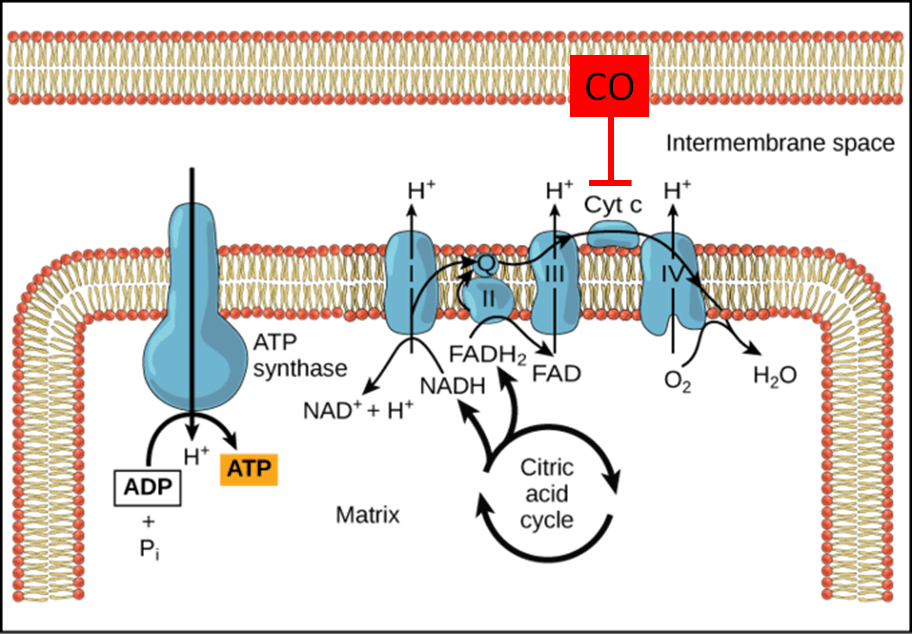 CO
Intermembrane space
H⁺
H⁺
H⁺
Cyt c
I
Q
II
III
IV
ATP
synthase
FADH₂
FAD
NADH
NAD⁺ + H⁺
O₂
H₂O
H⁺
ATP
ADP
+
Pᵢ
Matrix
Citric
acid
cycle